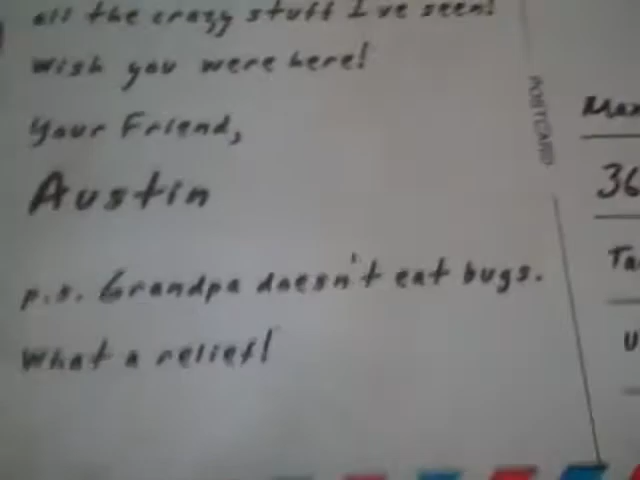 all the crazy stuff I've seen!
Wish you were here!
Your Friend,
Austin
p.s. Grandpa doesn't eat bugs.
What a relief!
POSTCARD
36